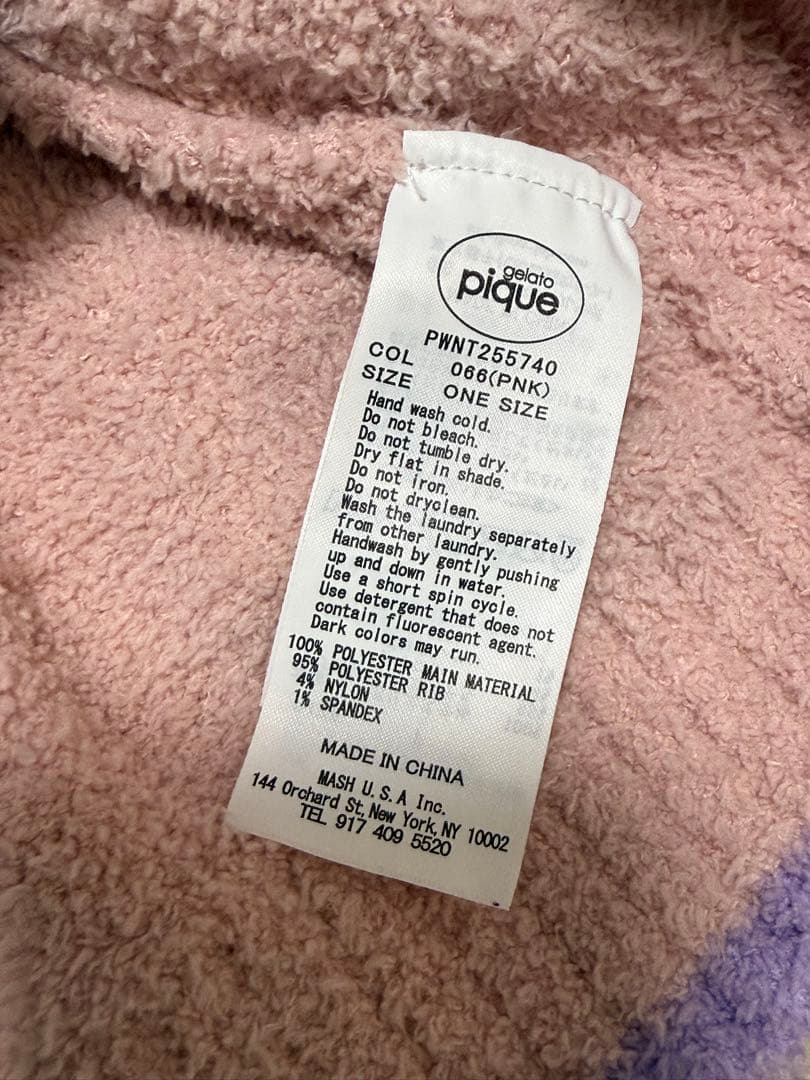 gelato
pique
PWNT255740
COL 066(PNK)
SIZE ONE SIZE
Hand wash cold.
Do not bleach.
Do not tumble dry.
Dry flat in shade.
Do not iron.
Do not dryclean.
Wash the laundry separately
from other laundry.
Handwash by gently pushing
up and down in water.
Use a short spin cycle.
Use detergent that does not
contain fluorescent agent.
Dark colors may run.
100% POLYESTER MAIN MATERIAL
95% POLYESTER RIB
4% NYLON
1% SPANDEX
MADE IN CHINA
MASH U.S.A Inc.
144 Orchard St, New York, NY 10002
TEL 917 409 5520